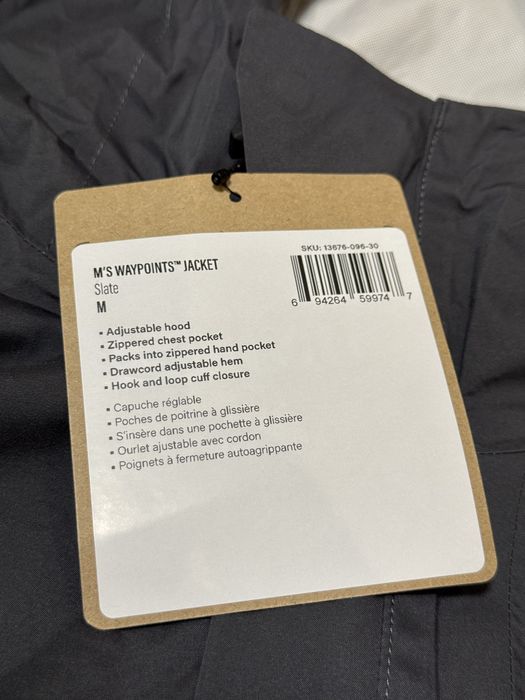 SKU: 13676-096-30
M'S WAYPOINTS™ JACKET
Slate
M
6 94264 59974 7
▪ Adjustable hood
▪ Zippered chest pocket
▪ Packs into zippered hand pocket
▪ Drawcord adjustable hem
▪ Hook and loop cuff closure
▪ Capuche réglable
▪ Poches de poitrine à glissière
▪ S'insère dans une pochette à glissière
▪ Ourlet ajustable avec cordon
▪ Poignets à fermeture autoagrippante